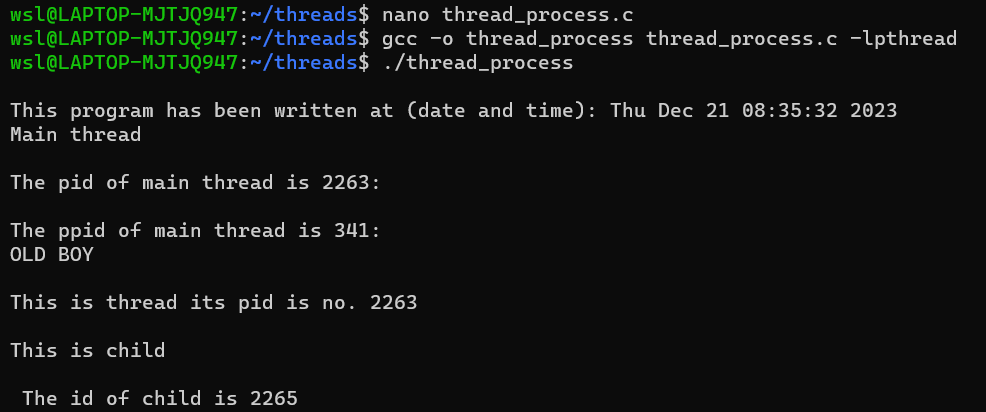 wsl@LAPTOP-MJTJQ947:~/threads$ nano thread_process.c
wsl@LAPTOP-MJTJQ947:~/threads$ gcc -o thread_process thread_process.c -lpthread
wsl@LAPTOP-MJTJQ947:~/threads$ ./thread_process
This program has been written at (date and time): Thu Dec 21 08:35:32 2023
Main thread
The pid of main thread is 2263:
The ppid of main thread is 341:
OLD BOY
This is thread its pid is no. 2263
This is child
The id of child is 2265